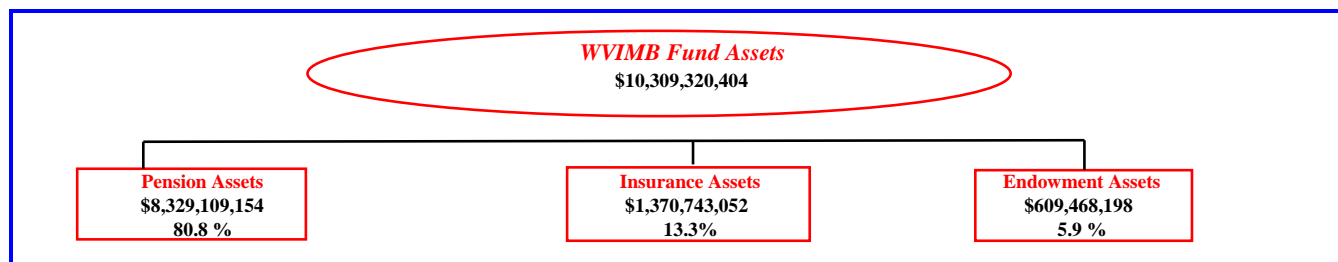 WVIMB Fund Assets
$10,309,320,404
Pension Assets
$8,329,109,154
80.8 %
Insurance Assets
$1,370,743,052
13.3%
Endowment Assets
$609,468,198
5.9 %